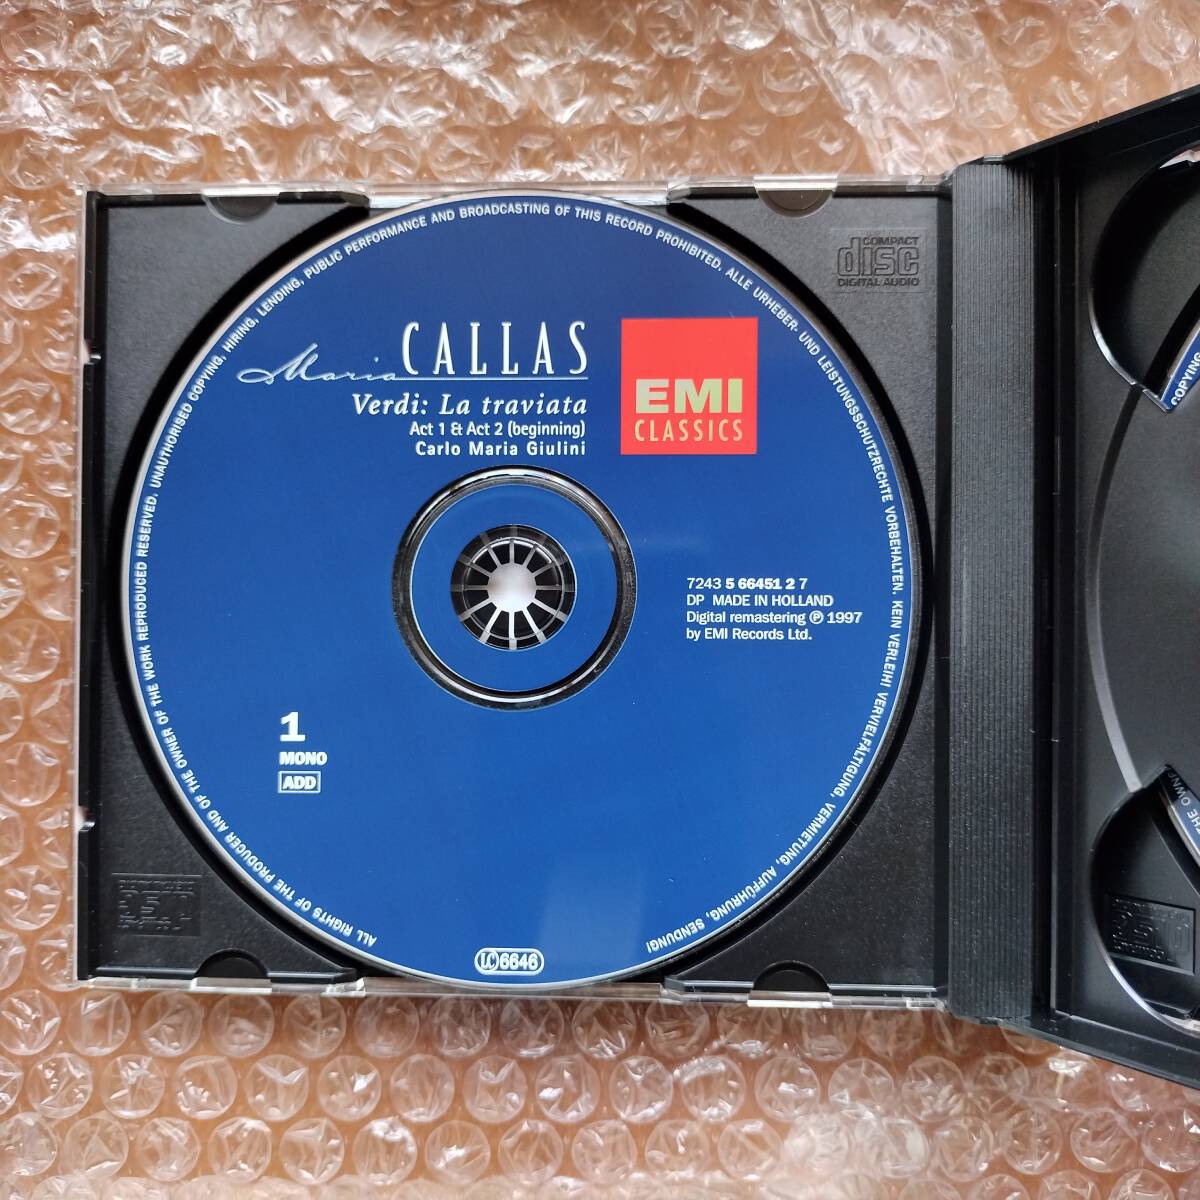 ALL RIGHTS OF THE PRODUCER AND OF THE OWNER OF THE WORK REPRODUCED RESERVED. UNAUTHORISED COPYING, HIRING, LENDING, PUBLIC PERFORMANCE AND BROADCASTING OF THIS RECORD PROHIBITED. ALLE URHEBER- UND LEISTUNGSSCHUTZRECHTE VORBEHALTEN. KEIN VERLEIH! VERVIELFÄLTIGUNG, VERMIETUNG, AUFFÜHRUNG, SENDUNG!
COMPACT
disc
DIGITAL AUDIO
Maria CALLAS
Verdi: La traviata
Act 1 & Act 2 (beginning)
Carlo Maria Giulini
EMI
CLASSICS
7243 5 66451 2 7
DP MADE IN HOLLAND
Digital remastering ℗ 1997
by EMI Records Ltd.
1
MONO
ADD
LC 6646
COPYING
HE OWNE